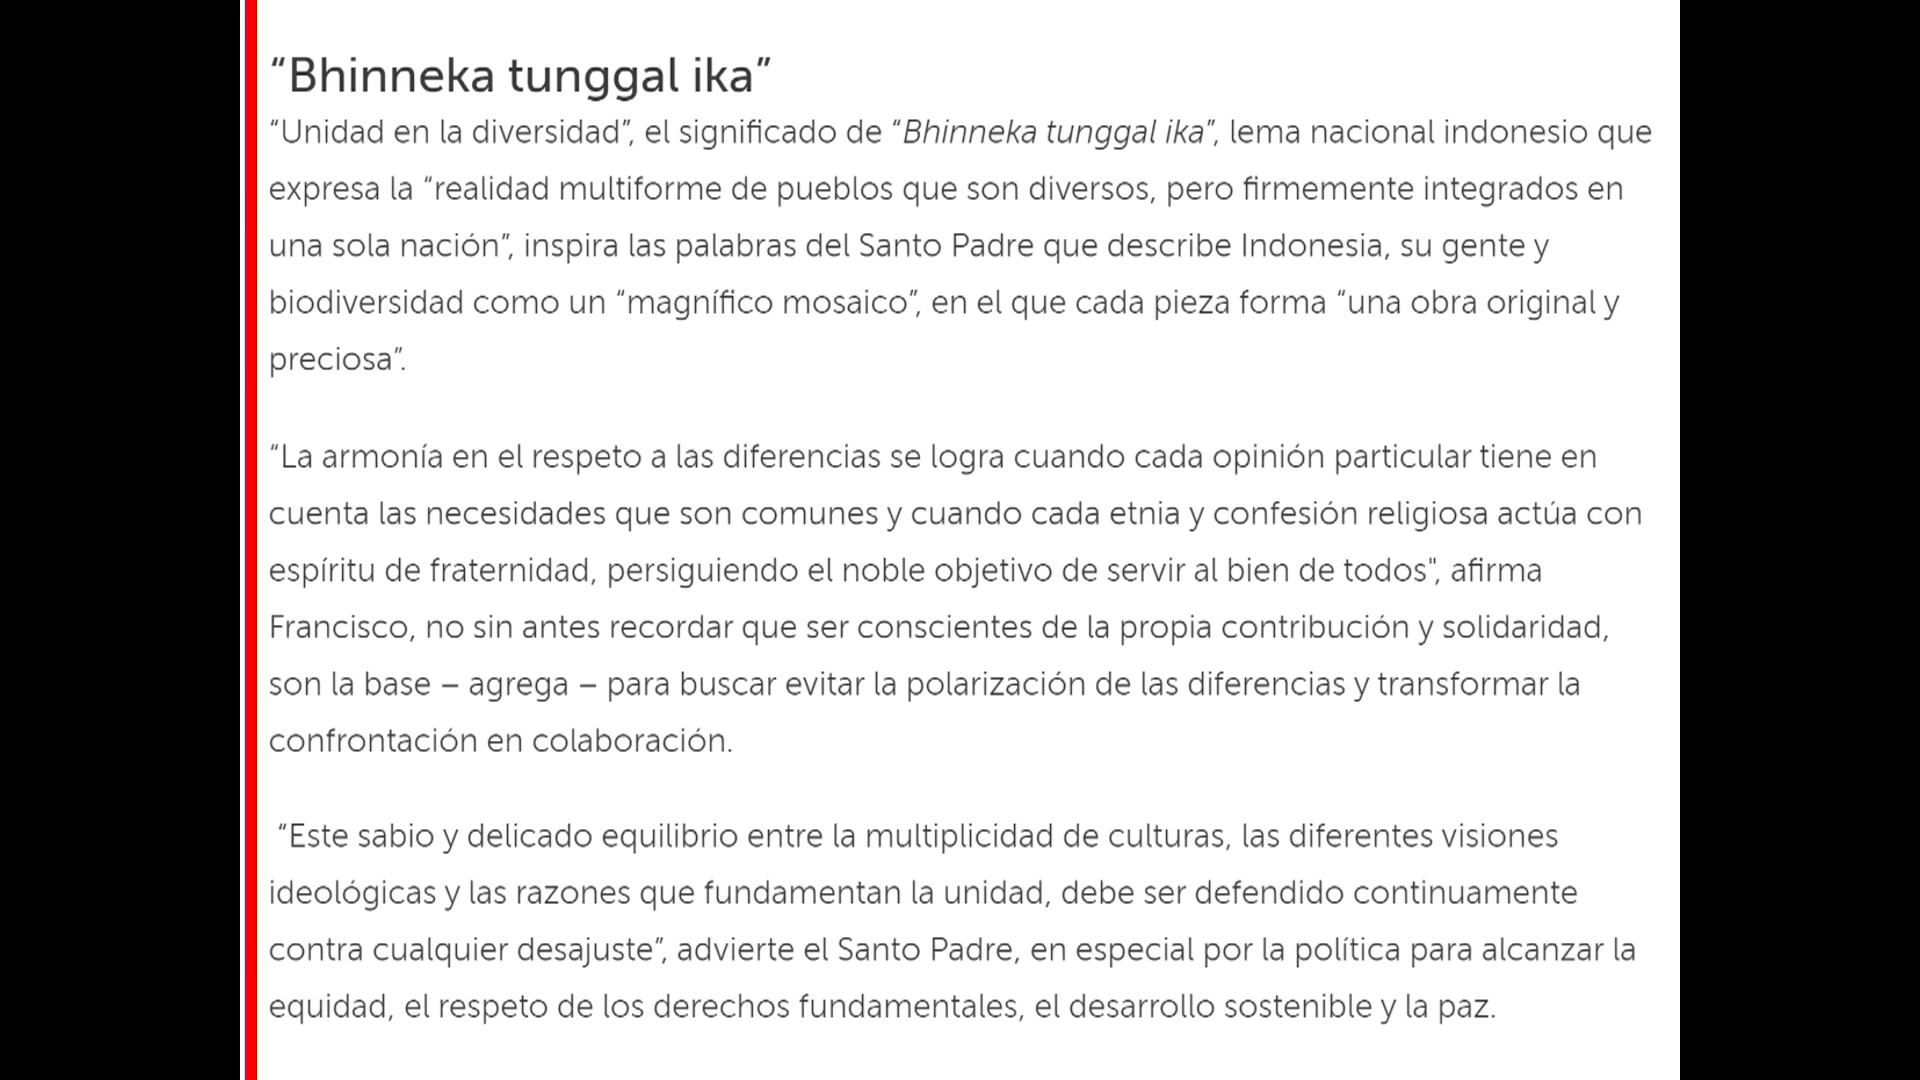 “Bhinneka tunggal ika”
“Unidad en la diversidad”, el significado de “Bhinneka tunggal ika”, lema nacional indonesio que
expresa la “realidad multiforme de pueblos que son diversos, pero firmemente integrados en
una sola nación”, inspira las palabras del Santo Padre que describe Indonesia, su gente y
biodiversidad como un “magnífico mosaico”, en el que cada pieza forma “una obra original y
preciosa”.
“La armonía en el respeto a las diferencias se logra cuando cada opinión particular tiene en
cuenta las necesidades que son comunes y cuando cada etnia y confesión religiosa actúa con
espíritu de fraternidad, persiguiendo el noble objetivo de servir al bien de todos", afirma
Francisco, no sin antes recordar que ser conscientes de la propia contribución y solidaridad,
son la base – agrega – para buscar evitar la polarización de las diferencias y transformar la
confrontación en colaboración.
“Este sabio y delicado equilibrio entre la multiplicidad de culturas, las diferentes visiones
ideológicas y las razones que fundamentan la unidad, debe ser defendido continuamente
contra cualquier desajuste”, advierte el Santo Padre, en especial por la política para alcanzar la
equidad, el respeto de los derechos fundamentales, el desarrollo sostenible y la paz.